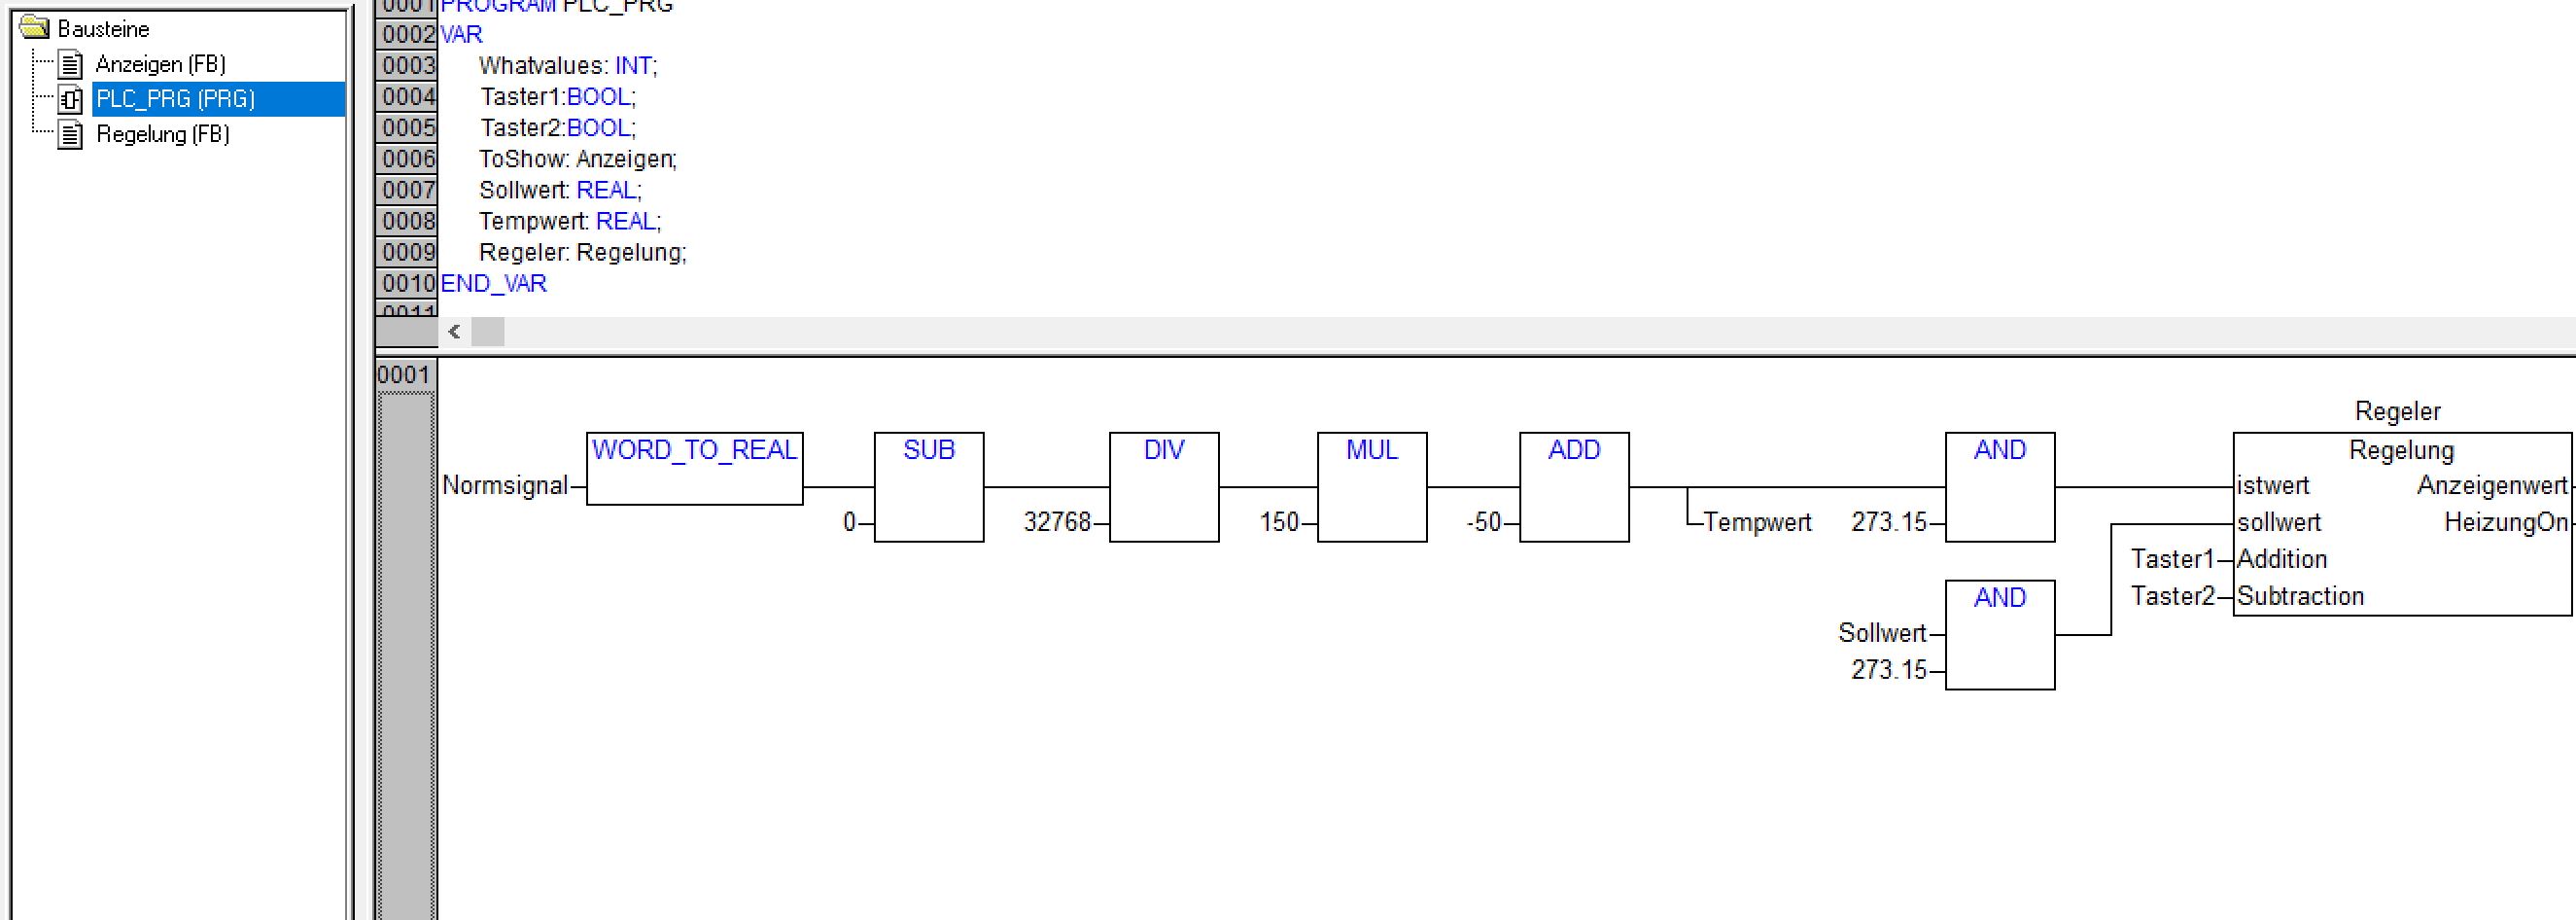 Bausteine
Anzeigen (FB)
PLC_PRG (PRG)
Regelung (FB)
0001 PROGRAM PLC_PRG
0002 VAR
0003 Whatvalues: INT;
0004 Taster1:BOOL;
0005 Taster2:BOOL;
0006 ToShow: Anzeigen;
0007 Sollwert: REAL;
0008 Tempwert: REAL;
0009 Regeler: Regelung;
0010 END_VAR
0011
0001
Regeler
WORD_TO_REAL SUB DIV MUL ADD AND Regelung
Normsignal istwert Anzeigenwert
0 32768 150 -50 Tempwert 273.15 sollwert HeizungOn
Taster1 Addition
AND Taster2 Subtraction
Sollwert
273.15